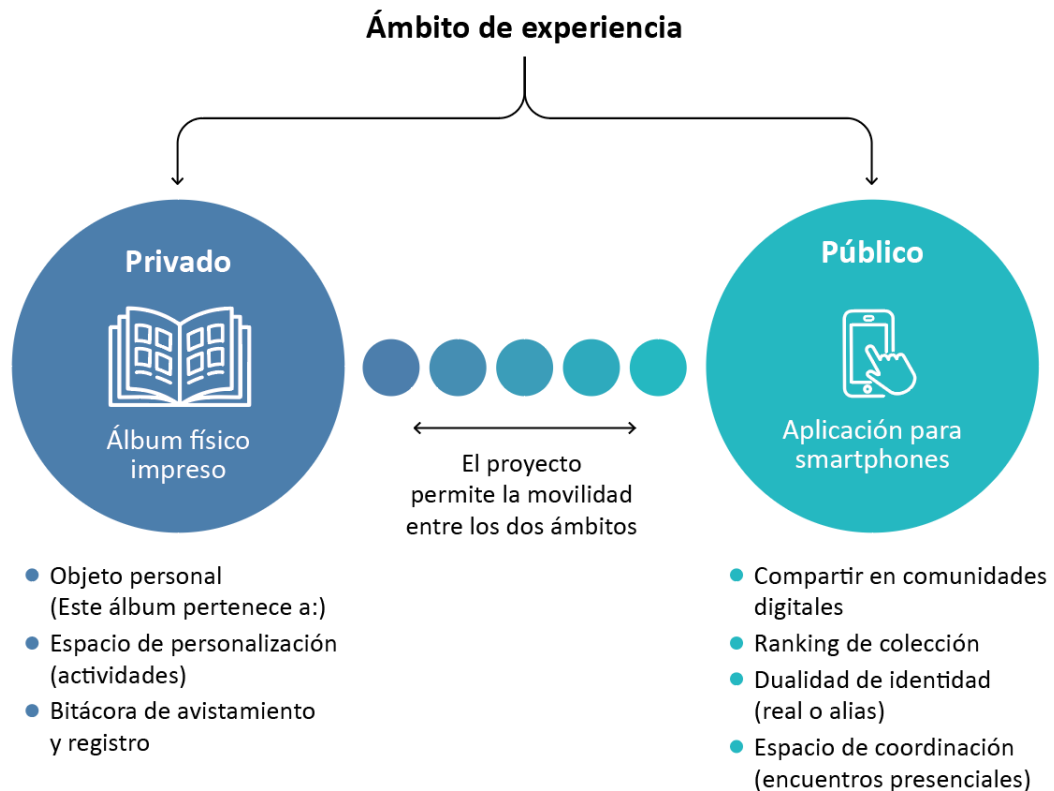 Ámbito de experiencia
Privado
Álbum físico
impreso
Público
Aplicación para
smartphones
El proyecto
permite la movilidad
entre los dos ámbitos
Objeto personal
(Este álbum pertenece a:)
Espacio de personalización
(actividades)
Bitácora de avistamiento
y registro
Compartir en comunidades
digitales
Ranking de colección
Dualidad de identidad
(real o alias)
Espacio de coordinación
(encuentros presenciales)